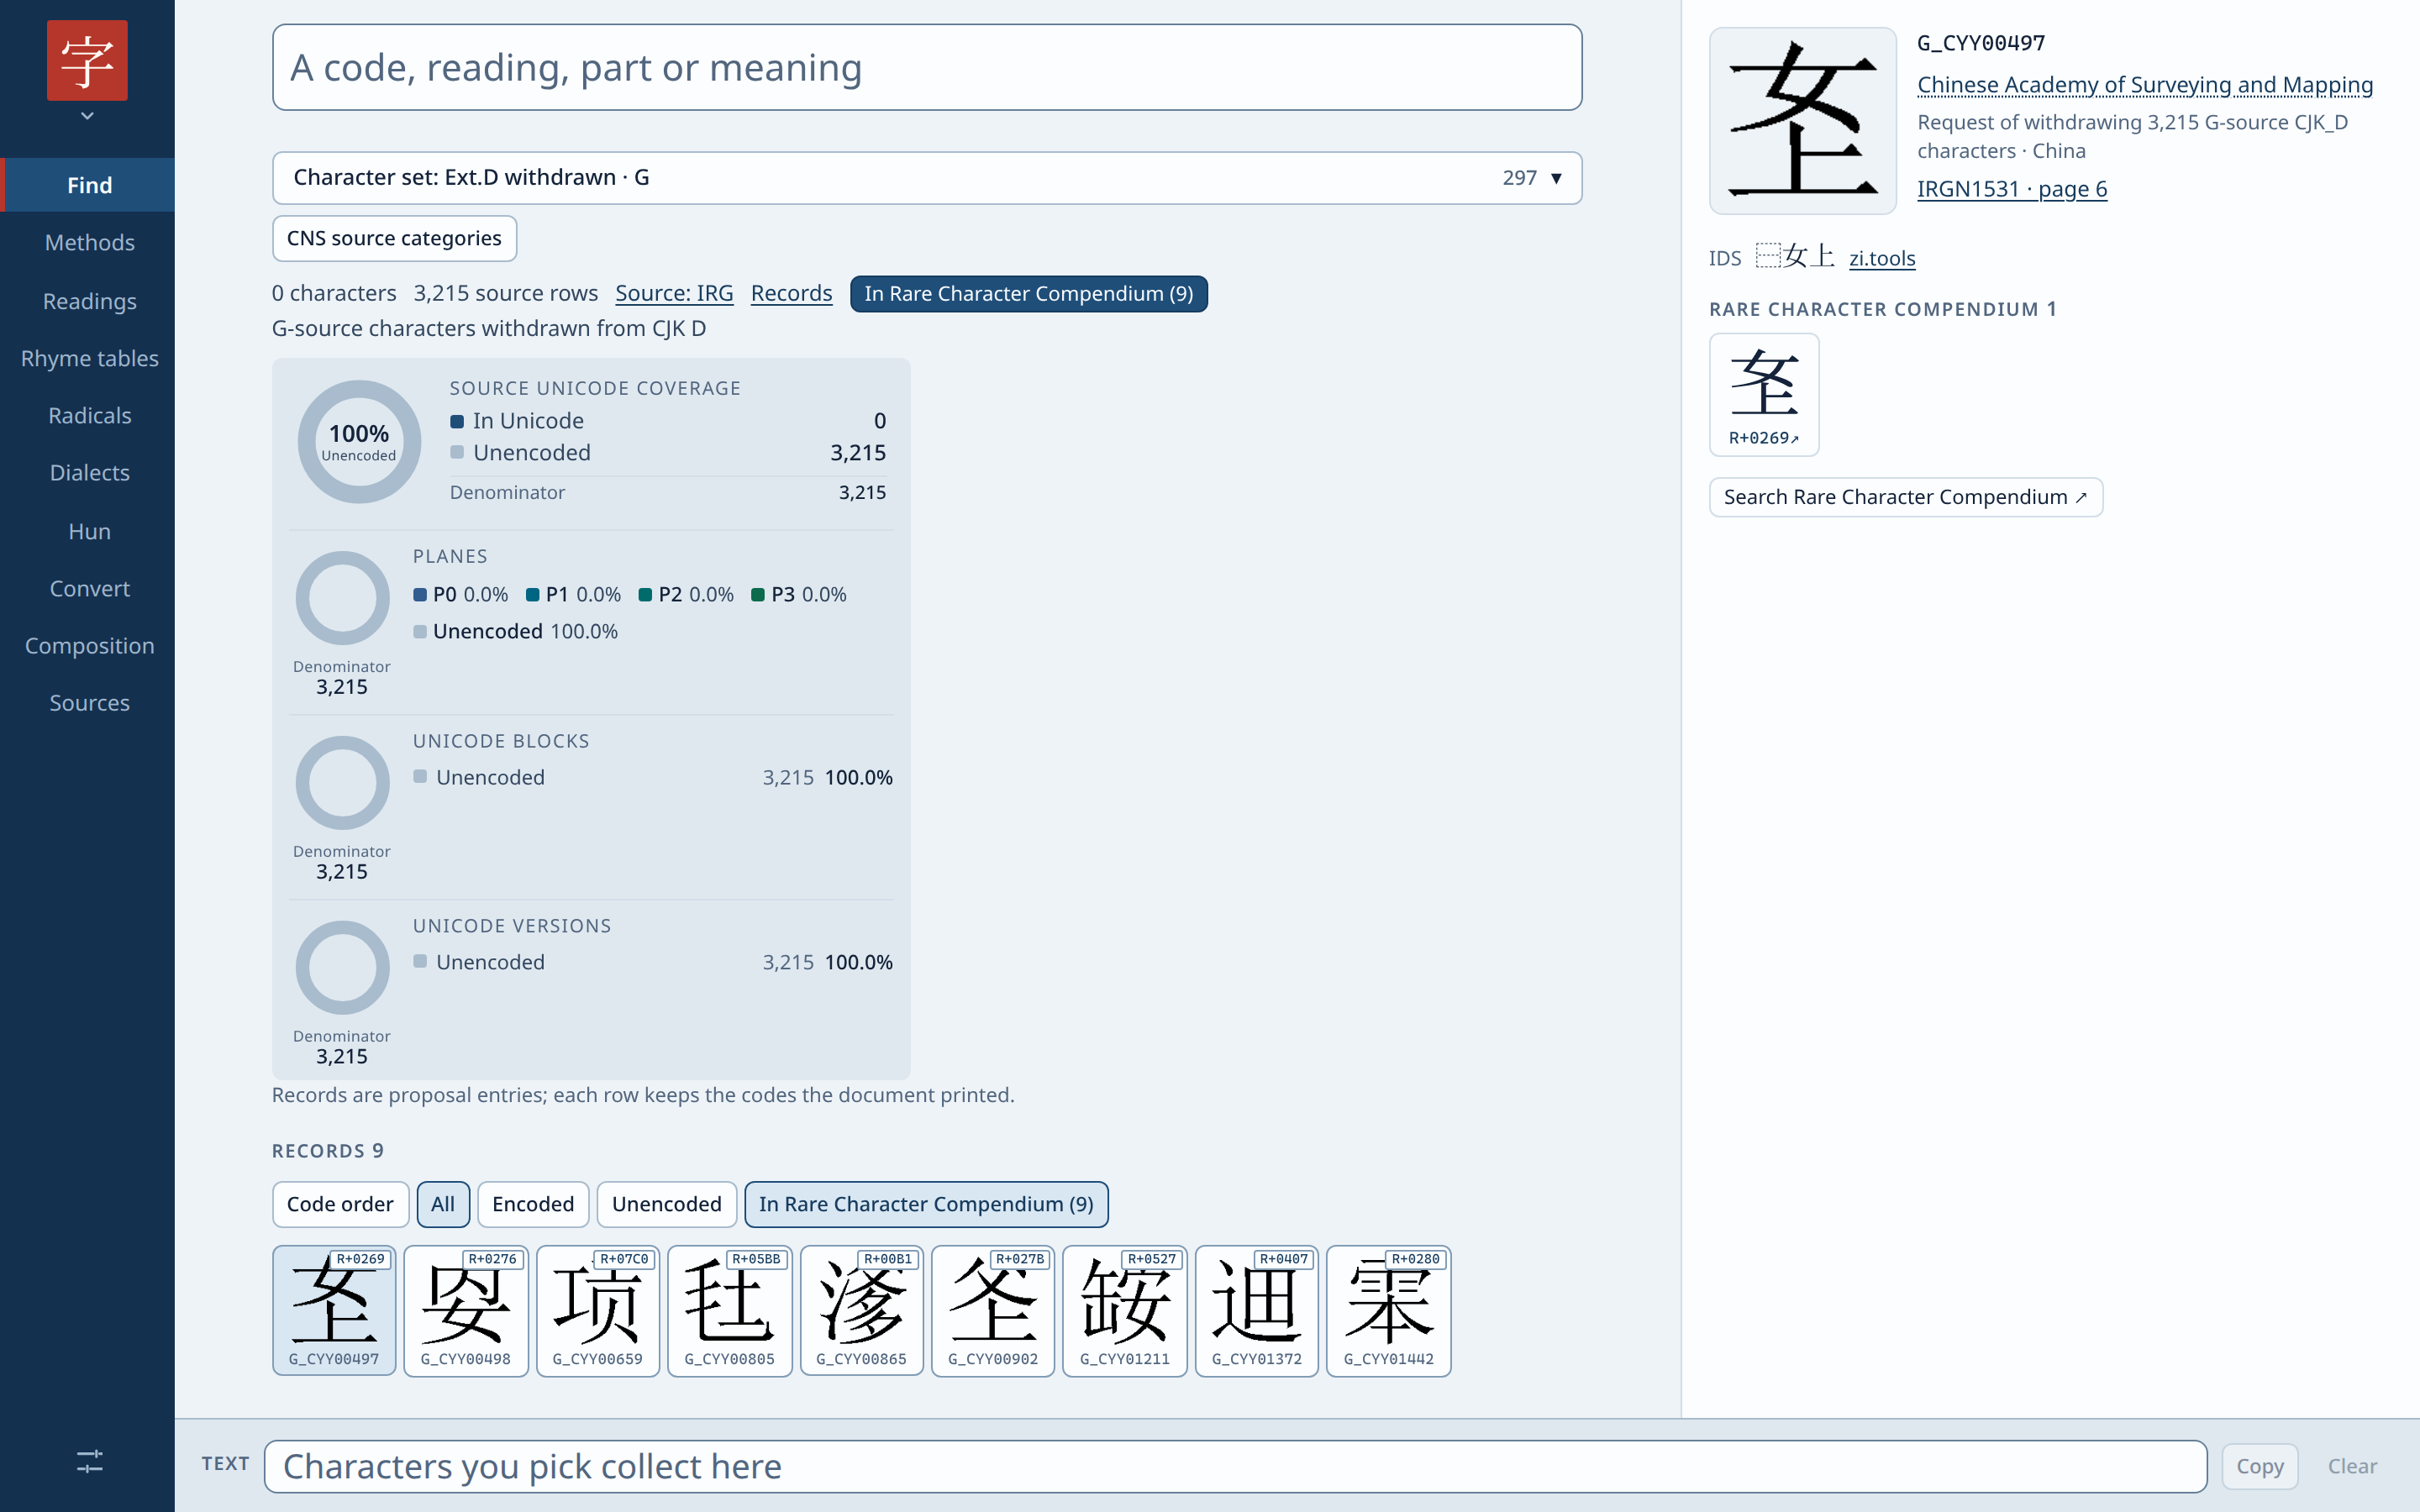 字
Find
Methods
Readings
Rhyme tables
Radicals
Dialects
Hun
Convert
Composition
Sources
A code, reading, part or meaning
Character set: Ext.D withdrawn · G 297 ▼
CNS source categories
0 characters 3,215 source rows Source: IRG Records In Rare Character Compendium (9)
G-source characters withdrawn from CJK D
100%
Unencoded
SOURCE UNICODE COVERAGE
In Unicode 0
Unencoded 3,215
Denominator 3,215
PLANES
P0 0.0% P1 0.0% P2 0.0% P3 0.0%
Unencoded 100.0%
Denominator
3,215
UNICODE BLOCKS
Unencoded 3,215 100.0%
Denominator
3,215
UNICODE VERSIONS
Unencoded 3,215 100.0%
Denominator
3,215
Records are proposal entries; each row keeps the codes the document printed.
RECORDS 9
Code order All Encoded Unencoded In Rare Character Compendium (9)
R+0269 R+0276 R+07C0 R+05BB R+00B1 R+027B R+0527 R+0407 R+0280
G_CYY00497 G_CYY00498 G_CYY00659 G_CYY00805 G_CYY00865 G_CYY00902 G_CYY01211 G_CYY01372 G_CYY01442
G_CYY00497
Chinese Academy of Surveying and Mapping
Request of withdrawing 3,215 G-source CJK_D
characters · China
IRGN1531 · page 6
IDS ⿱女上 zi.tools
RARE CHARACTER COMPENDIUM 1
R+0269↗
Search Rare Character Compendium ↗
TEXT Characters you pick collect here Copy Clear